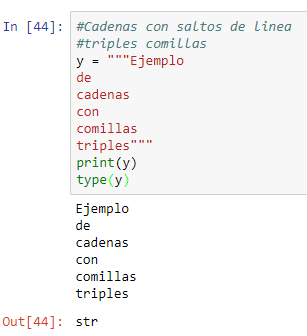 In [44]: #Cadenas con saltos de linea
#triples comillas
y = """Ejemplo
de
cadenas
con
comillas
triples"""
print(y)
type(y)
Ejemplo
de
cadenas
con
comillas
triples
Out[44]: str